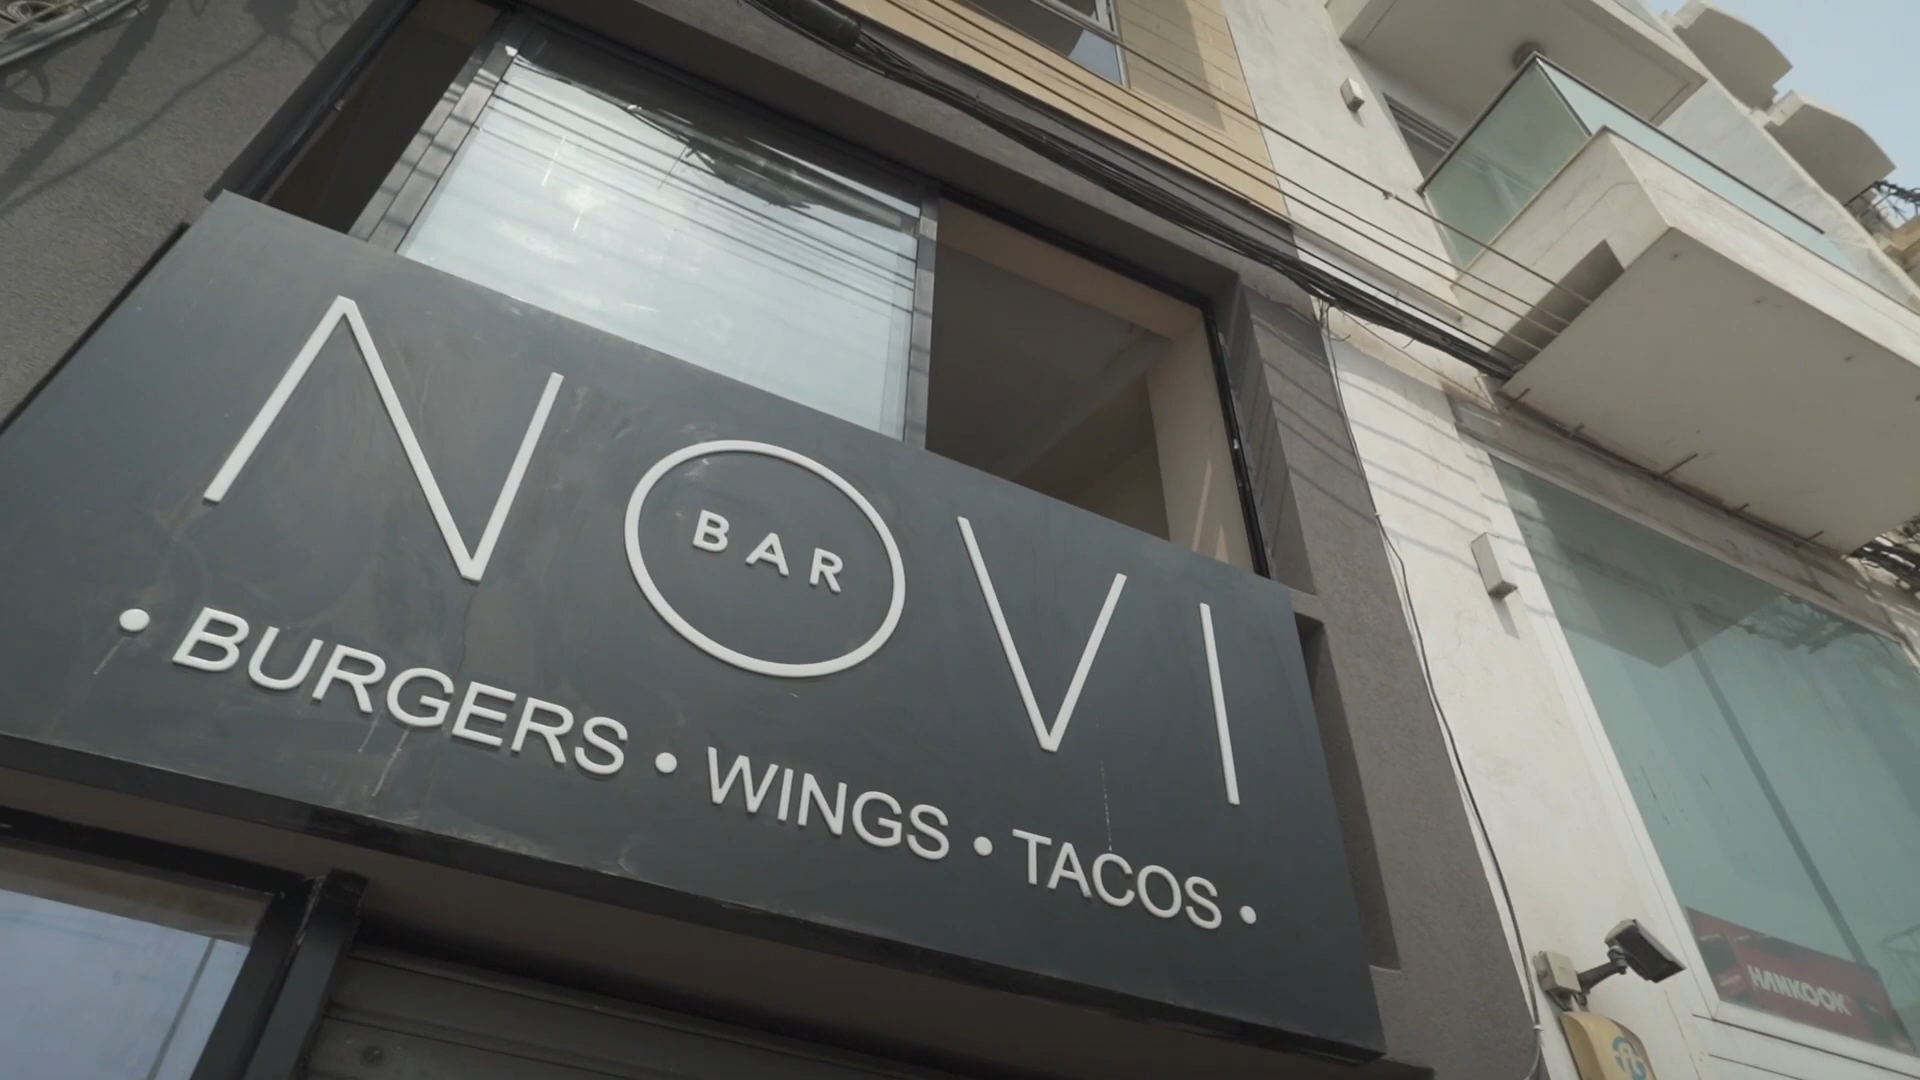 NOVI
BAR
• BURGERS • WINGS • TACOS •
HANKOOK